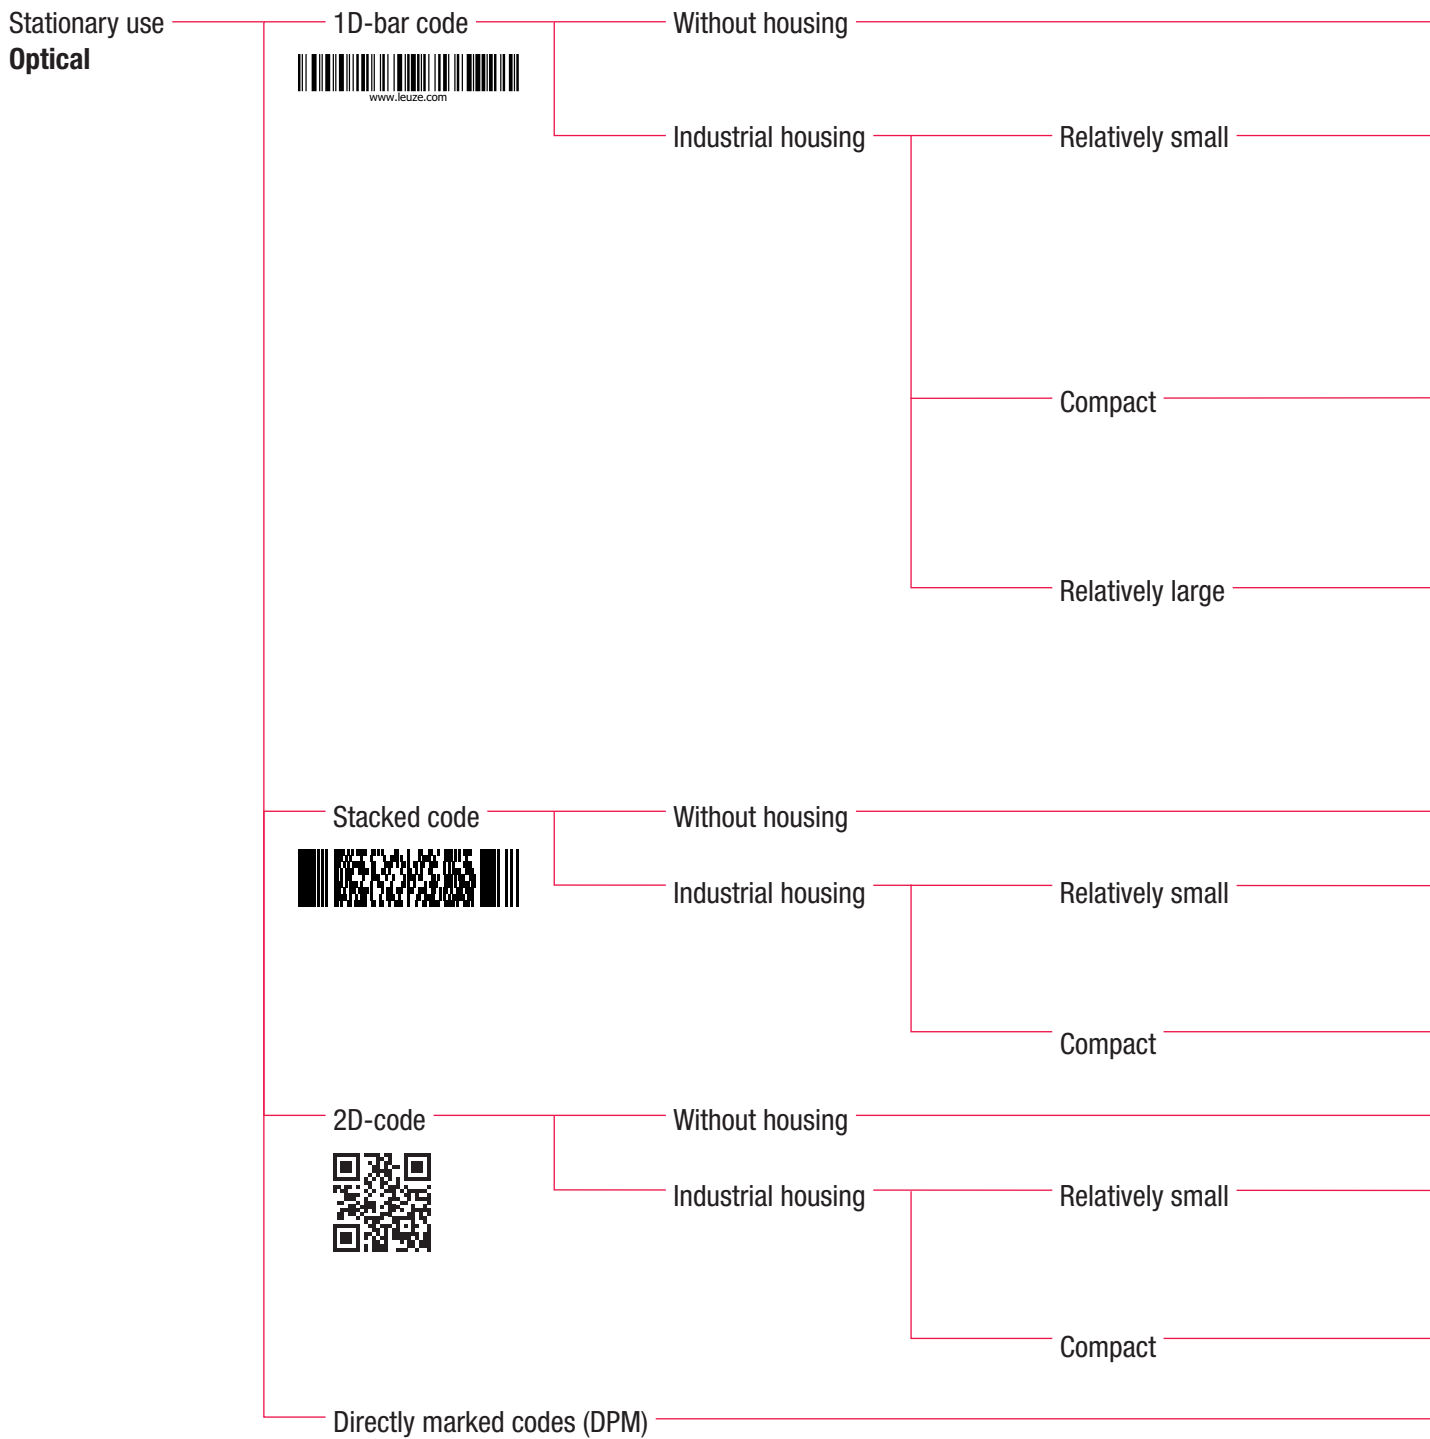 Stationary use
Optical
1D-bar code
www.leuze.com
Without housing
Industrial housing
Relatively small
Compact
Relatively large
Stacked code
Without housing
Industrial housing
Relatively small
Compact
2D-code
Without housing
Industrial housing
Relatively small
Compact
Directly marked codes (DPM)